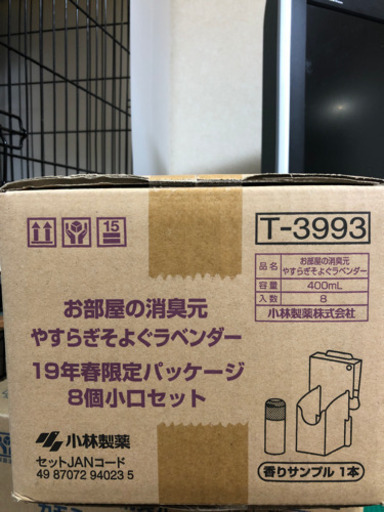 15
T-3993
品名 お部屋の消臭元
やすらぎそよぐラベンダー
容量 400mL
入数 8
小林製薬株式会社
お部屋の消臭元
やすらぎそよぐラベンダー
19年春限定パッケージ
8個小口セット
小林製薬
セットJANコード
49 87072 94023 5
香りサンプル 1本